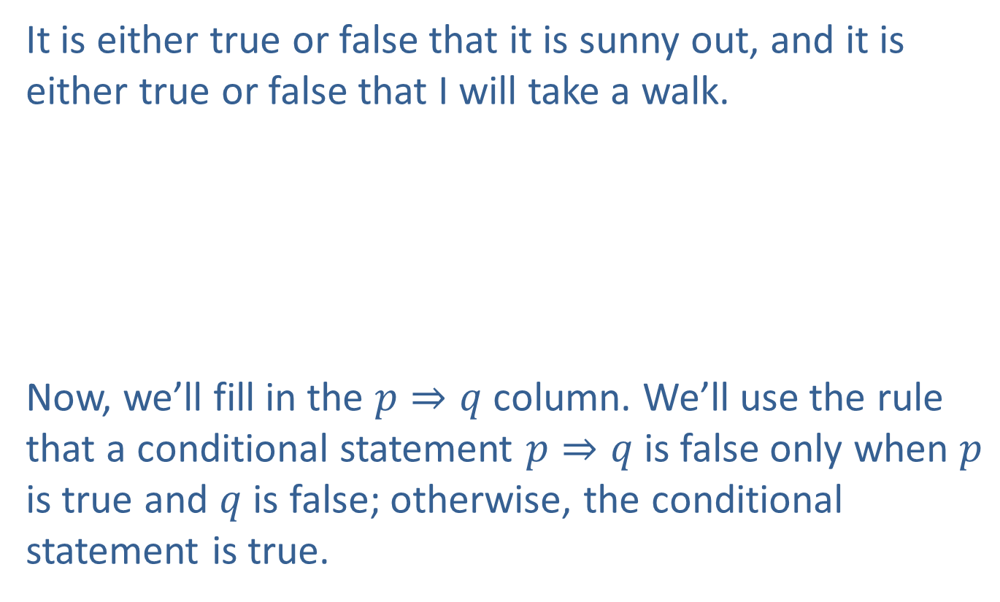 It is either true or false that it is sunny out, and it is
either true or false that I will take a walk.
Now, we’ll fill in the 𝑝 ⇒ 𝑞 column. We’ll use the rule
that a conditional statement 𝑝 ⇒ 𝑞 is false only when 𝑝
is true and 𝑞 is false; otherwise, the conditional
statement is true.